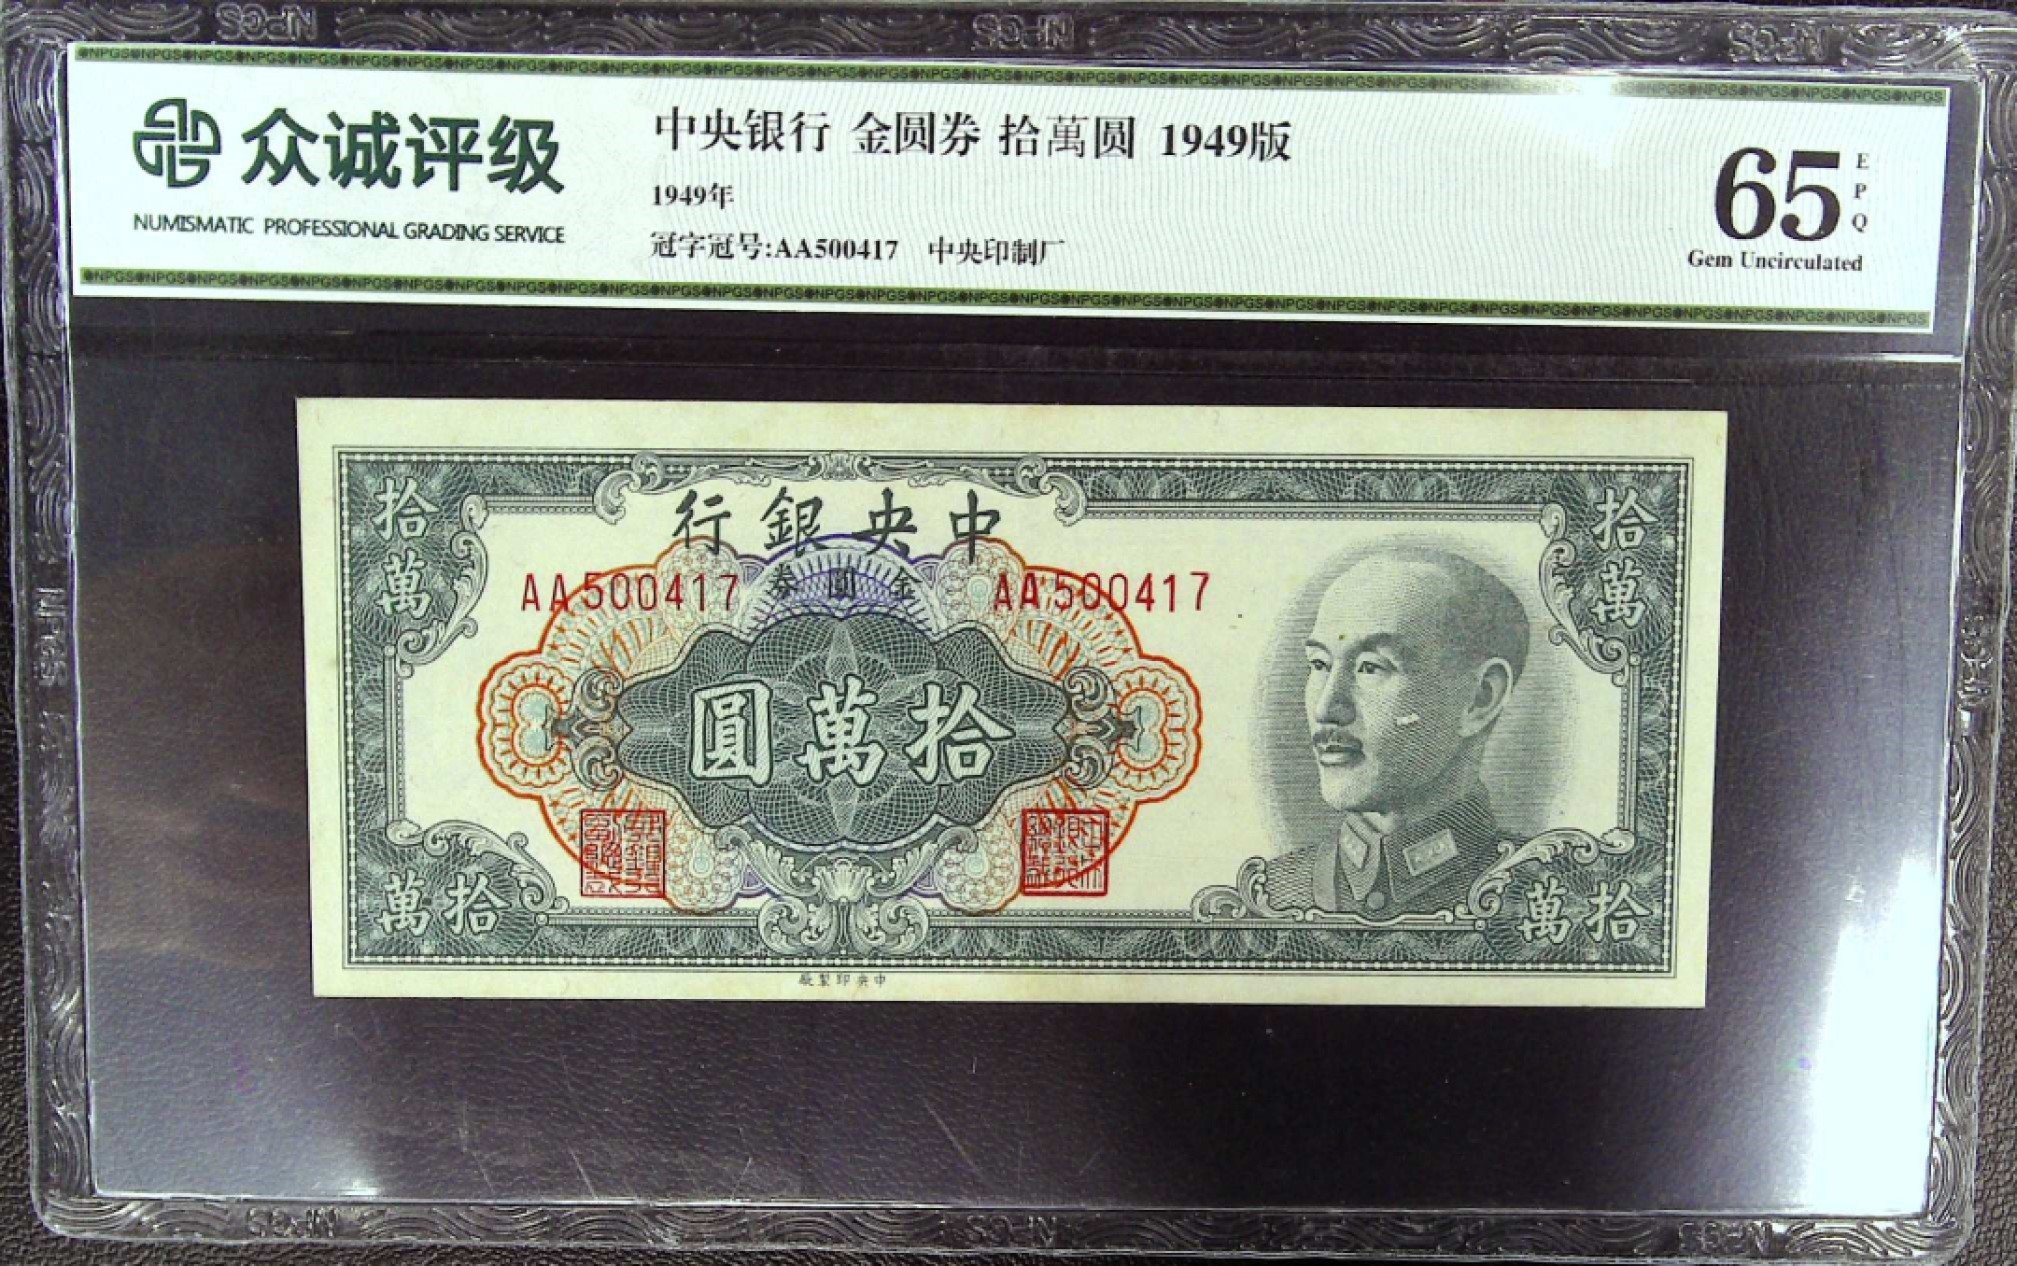 众诚评级
NUMISMATIC PROFESSIONAL GRADING SERVICE
中央银行 金圆券 拾萬圆 1949版
1949年
冠字冠号:AA500417 中央印制厂
65 EPQ
Gem Uncirculated
拾萬
拾萬
行銀央中
AA500417
券圓金
AA500417
圓萬拾
萬拾
萬拾
廠製印央中